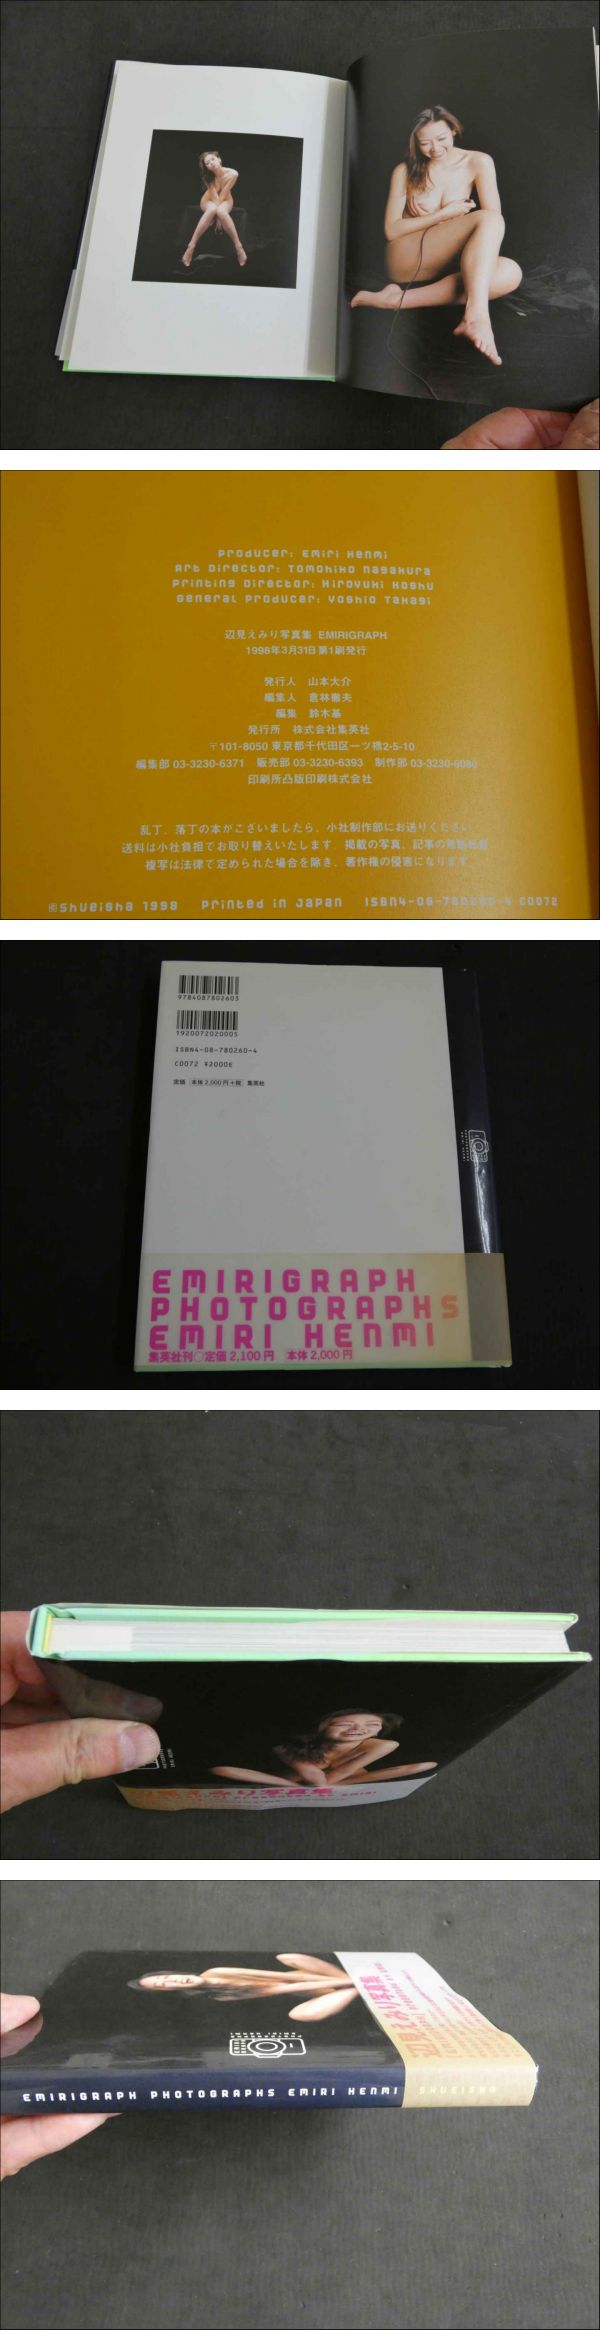 Producer: Emiri Henmi
Art Director: Tomohiko Nagakura
Printing Director: Hiroyuki Koshu
General Producer: Yoshio Takagi
辺見えみり写真集 EMIRIGRAPH
1998年3月31日第1刷発行
発行人 山本大介
編集人 倉林徹夫
編集 鈴木基
発行所 株式会社集英社
〒101-8050 東京都千代田区一ツ橋2-5-10
編集部 03-3230-6371 販売部 03-3230-6393 制作部 03-3230-6080
印刷所凸版印刷株式会社
乱丁、落丁の本がございましたら、小社制作部にお送りください
送料は小社負担でお取り替えいたします。掲載の写真、記事の無断転載
複写は法律で定められた場合を除き、著作権の侵害になります
©Shueisha 1998 Printed in Japan ISBN4-08-780260-4 C0072
9784087802603
1920072020005
ISBN4-08-780260-4
C0072 ¥2000E
定価 本体2,000円+税 集英社
EMIRIGRAPH
PHOTOGRAPHS
EMIRI HENMI
集英社刊○定価 2,100円 本体 2,000円
えみり写真集
辺見えみり写真集
EMIRIGRAPH PHOTOGRAPHS EMIRI HENMI SHUEISHA